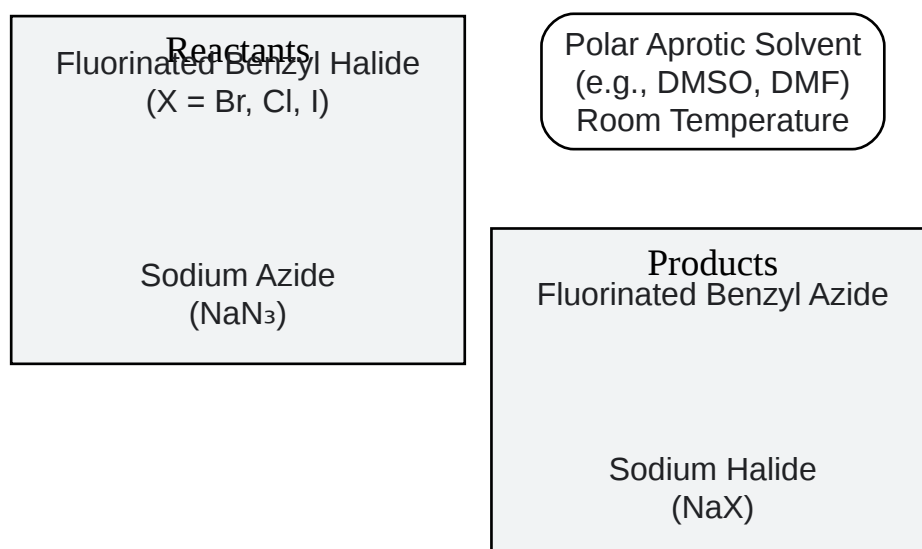 Reactants
Fluorinated Benzyl Halide
(X = Br, Cl, I)
Sodium Azide
(NaN₃)
Polar Aprotic Solvent
(e.g., DMSO, DMF)
Room Temperature
Products
Fluorinated Benzyl Azide
Sodium Halide
(NaX)